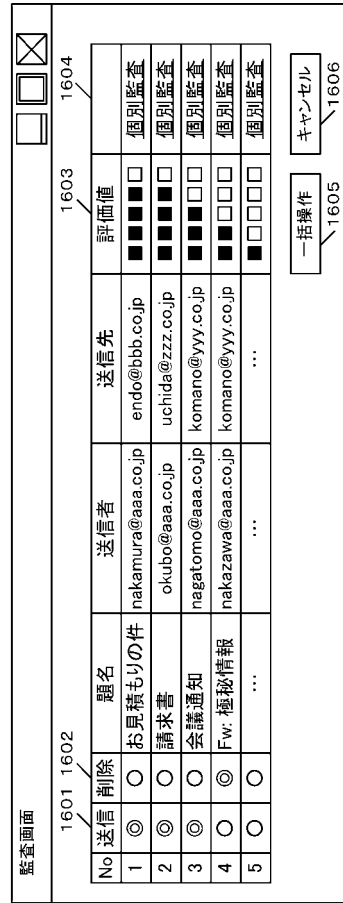 監査画面
1601 1602 1603 1604
No 送信 削除 題名 送信者 送信先 評価値
1 ◎ ○ お見積もりの件 nakamura@aaa.co.jp endo@bbb.co.jp ■■■■□ 個別監査
2 ◎ ○ 請求書 okubo@aaa.co.jp uchida@zzz.co.jp ■■■■□ 個別監査
3 ◎ ○ 会議通知 nagatomo@aaa.co.jp komano@yyy.co.jp ■■■□□ 個別監査
4 ○ ◎ Fw: 極秘情報 nakazawa@aaa.co.jp komano@yyy.co.jp ■■□□□ 個別監査
5 ○ ○ … … … ■□□□□ 個別監査
一括操作 キャンセル
1605 1606